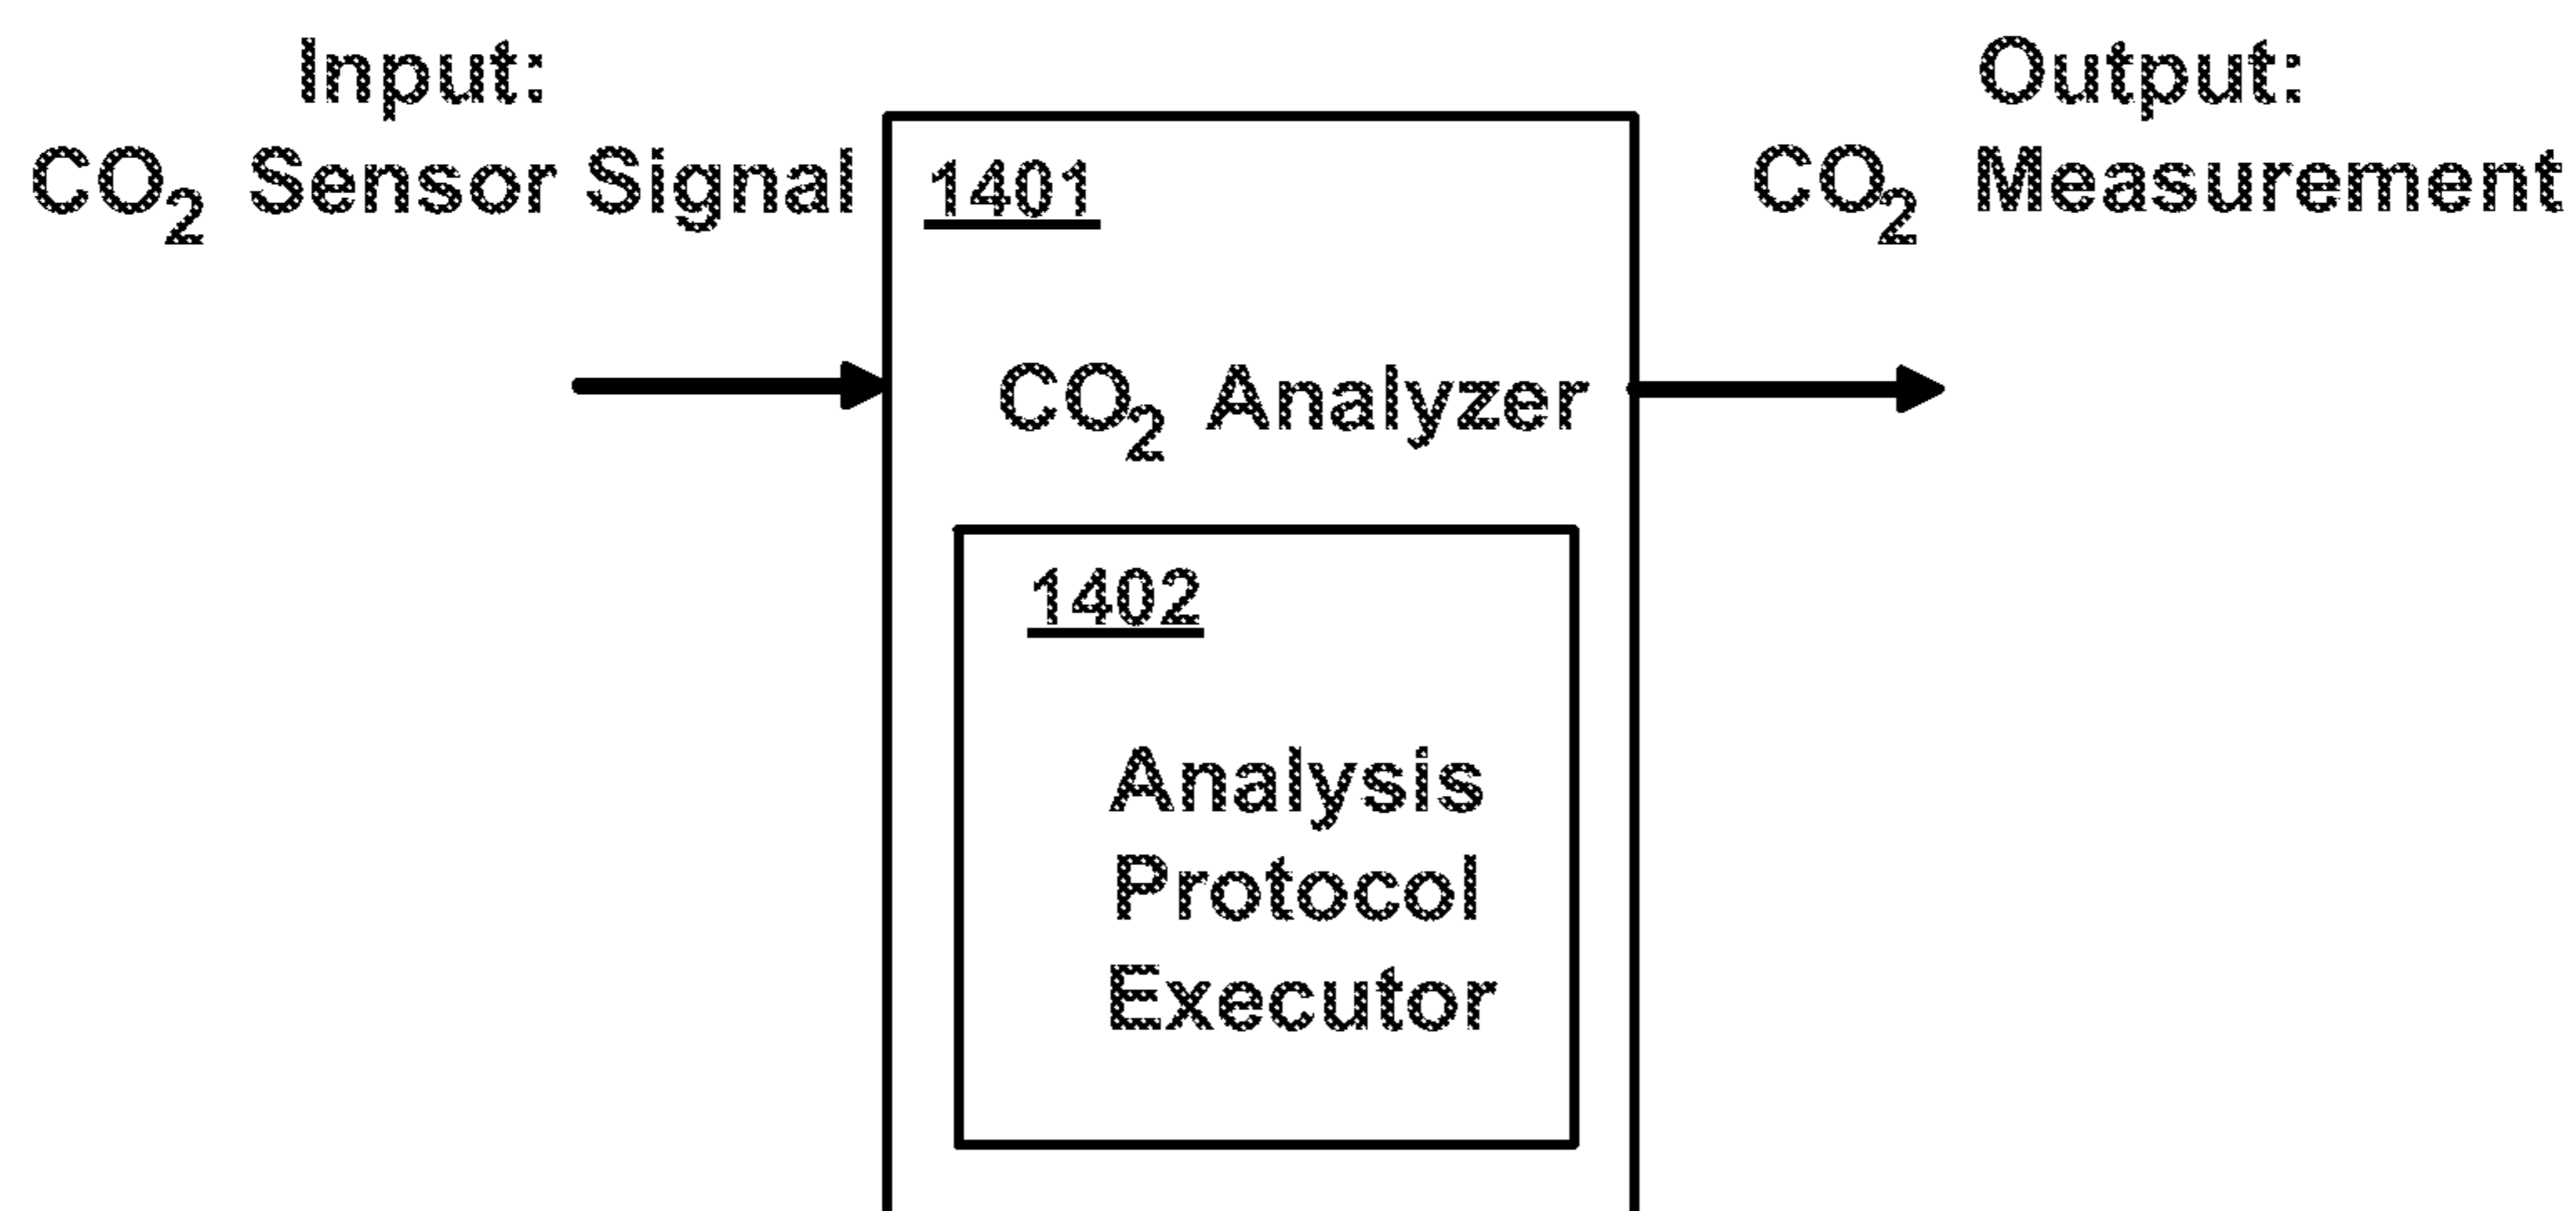 Input:
CO₂ Sensor Signal
1401
CO₂ Analyzer
1402
Analysis
Protocol
Executor
Output:
CO₂ Measurement